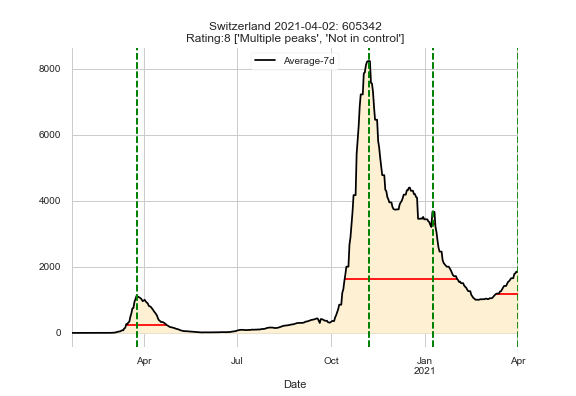 Switzerland 2021-04-02: 605342
Rating:8 ['Multiple peaks', 'Not in control']
Average-7d
8000
6000
4000
2000
0
Apr
Jul
Oct
Jan
2021
Apr
Date